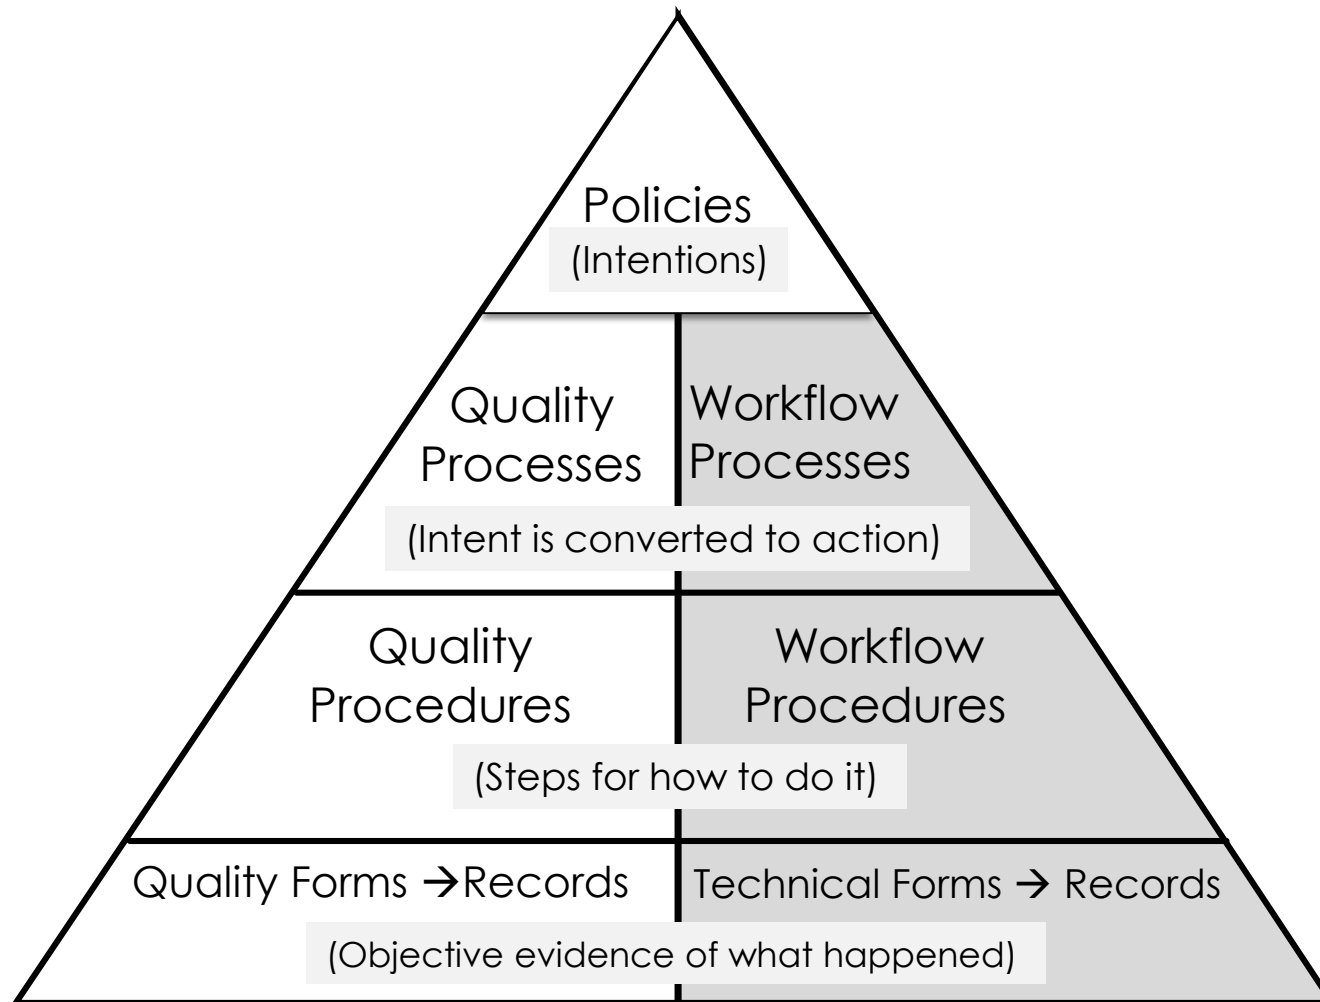 Policies
(Intentions)
Quality
Processes
Workflow
Processes
(Intent is converted to action)
Quality
Procedures
Workflow
Procedures
(Steps for how to do it)
Quality Forms →Records
Technical Forms → Records
(Objective evidence of what happened)